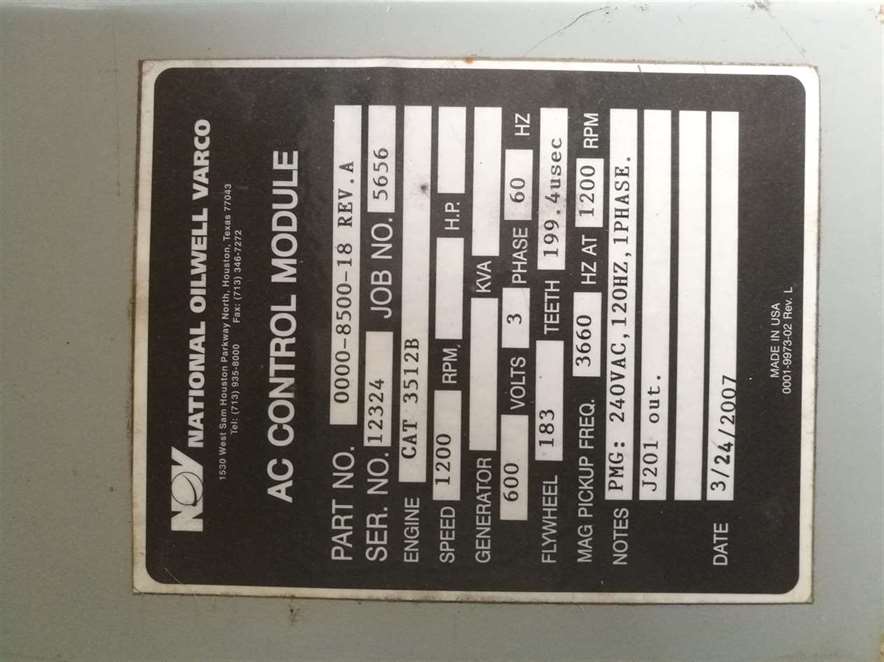 NOV NATIONAL OILWELL VARCO
1530 West Sam Houston Parkway North, Houston, Texas 77043
Tel: (713) 935-8000 Fax: (713) 346-7272
AC CONTROL MODULE
PART NO. 0000-8500-18 REV.A
SER. NO. 12324 JOB NO. 5656
ENGINE CAT 3512B
SPEED 1200 RPM, H.P.
GENERATOR KVA
600 VOLTS 3 PHASE 60 HZ
FLYWHEEL 183 TEETH 199.4usec
MAG PICKUP FREQ. 3660 HZ AT 1200 RPM
NOTES PMG: 240VAC,120HZ,1PHASE.
J201 out.
DATE 3/24/2007
MADE IN USA
0001-9973-02 Rev. L